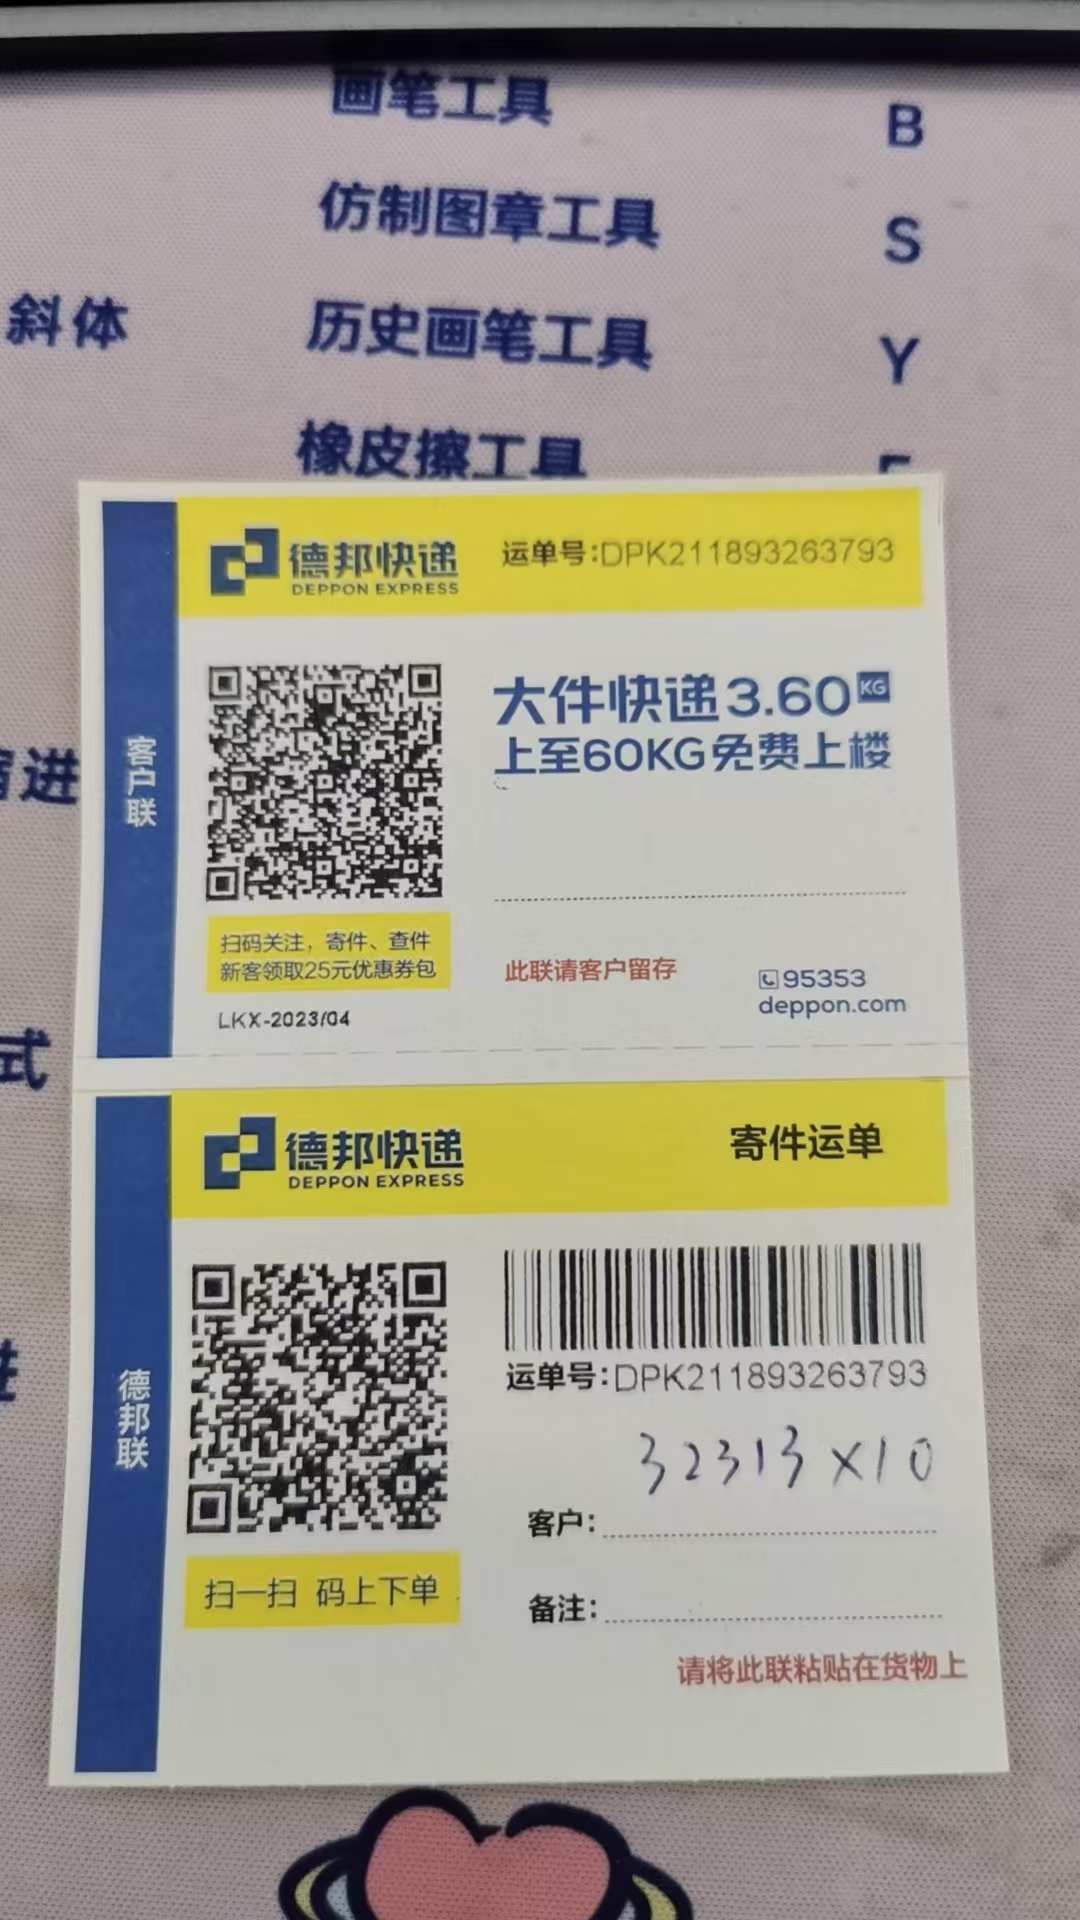 画笔工具 B
仿制图章工具 S
斜体 历史画笔工具 Y
橡皮擦工具
进
式
德邦快递
DEPPON EXPRESS
运单号:DPK211893263793
客户联
大件快递3.60KG
上至60KG免费上楼
扫码关注，寄件、查件
新客领取25元优惠券包
此联请客户留存
95353
deppon.com
LKX-2023/04
德邦快递
DEPPON EXPRESS
寄件运单
德邦联
运单号:DPK211893263793
32313×10
客户:
备注:
扫一扫 码上下单
请将此联粘贴在货物上